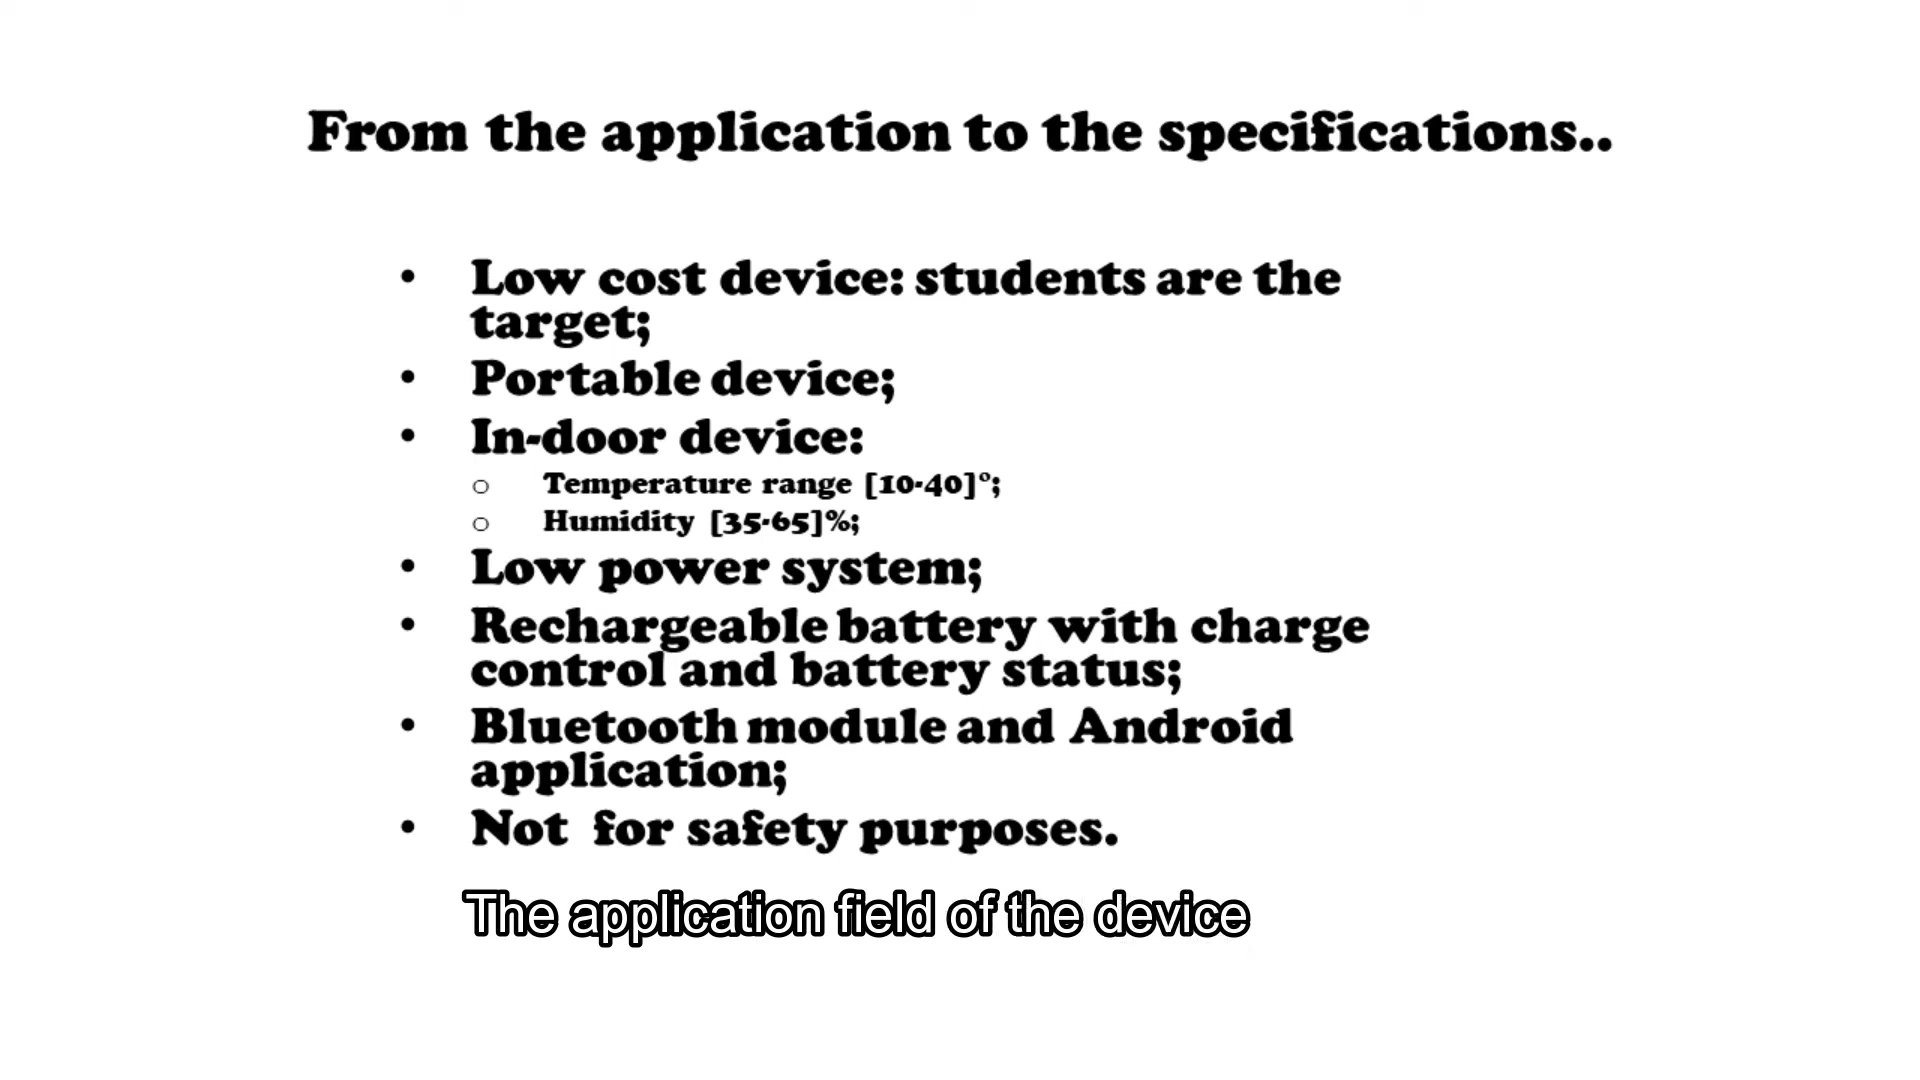 From the application to the specifications..
• Low cost device: students are the
target;
• Portable device;
• In-door device:
○ Temperature range [10-40]°;
○ Humidity [35-65]%;
• Low power system;
• Rechargeable battery with charge
control and battery status;
• Bluetooth module and Android
application;
• Not for safety purposes.
The application field of the device